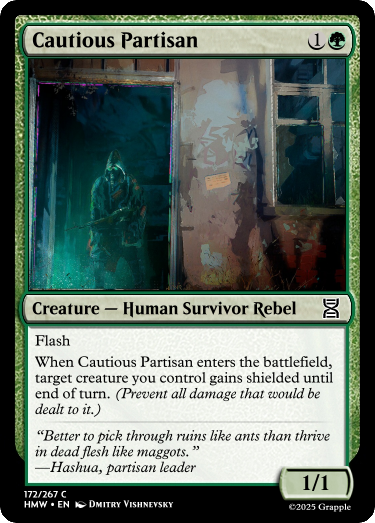 Cautious Partisan
1
Creature — Human Survivor Rebel
Flash
When Cautious Partisan enters the battlefield,
target creature you control gains shielded until
end of turn. (Prevent all damage that would be
dealt to it.)
“Better to pick through ruins like ants than thrive
in dead flesh like maggots.”
—Hashua, partisan leader
1/1
172/267 C
HMW • EN Dmitry Vishnevsky
©2025 Grapple